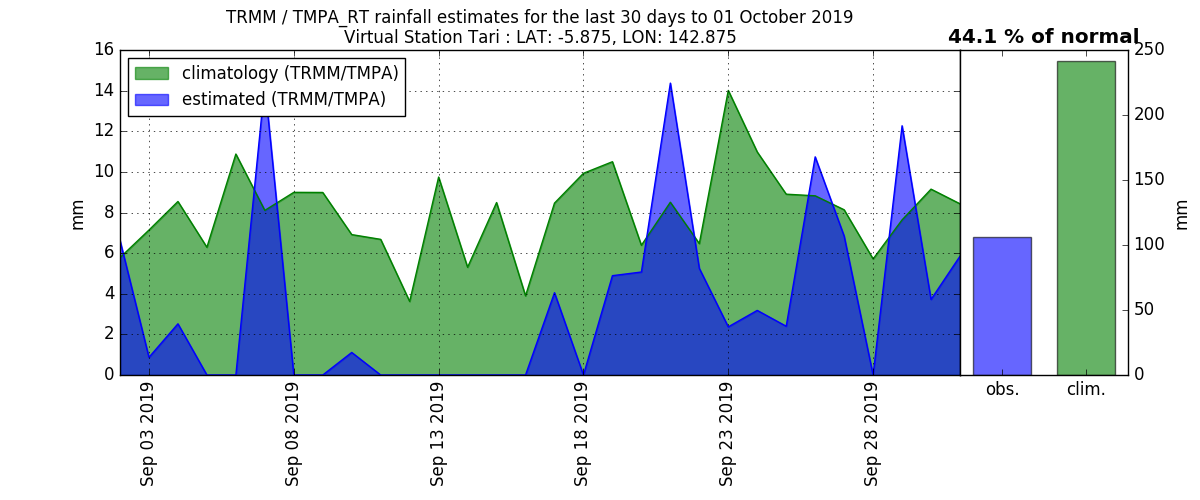 TRMM / TMPA_RT rainfall estimates for the last 30 days to 01 October 2019
Virtual Station Tari : LAT: -5.875, LON: 142.875
44.1 % of normal
climatology (TRMM/TMPA)
estimated (TRMM/TMPA)
16
14
12
10
8
6
4
2
0
mm
Sep 03 2019
Sep 08 2019
Sep 13 2019
Sep 18 2019
Sep 23 2019
Sep 28 2019
250
200
150
100
50
0
mm
obs.
clim.